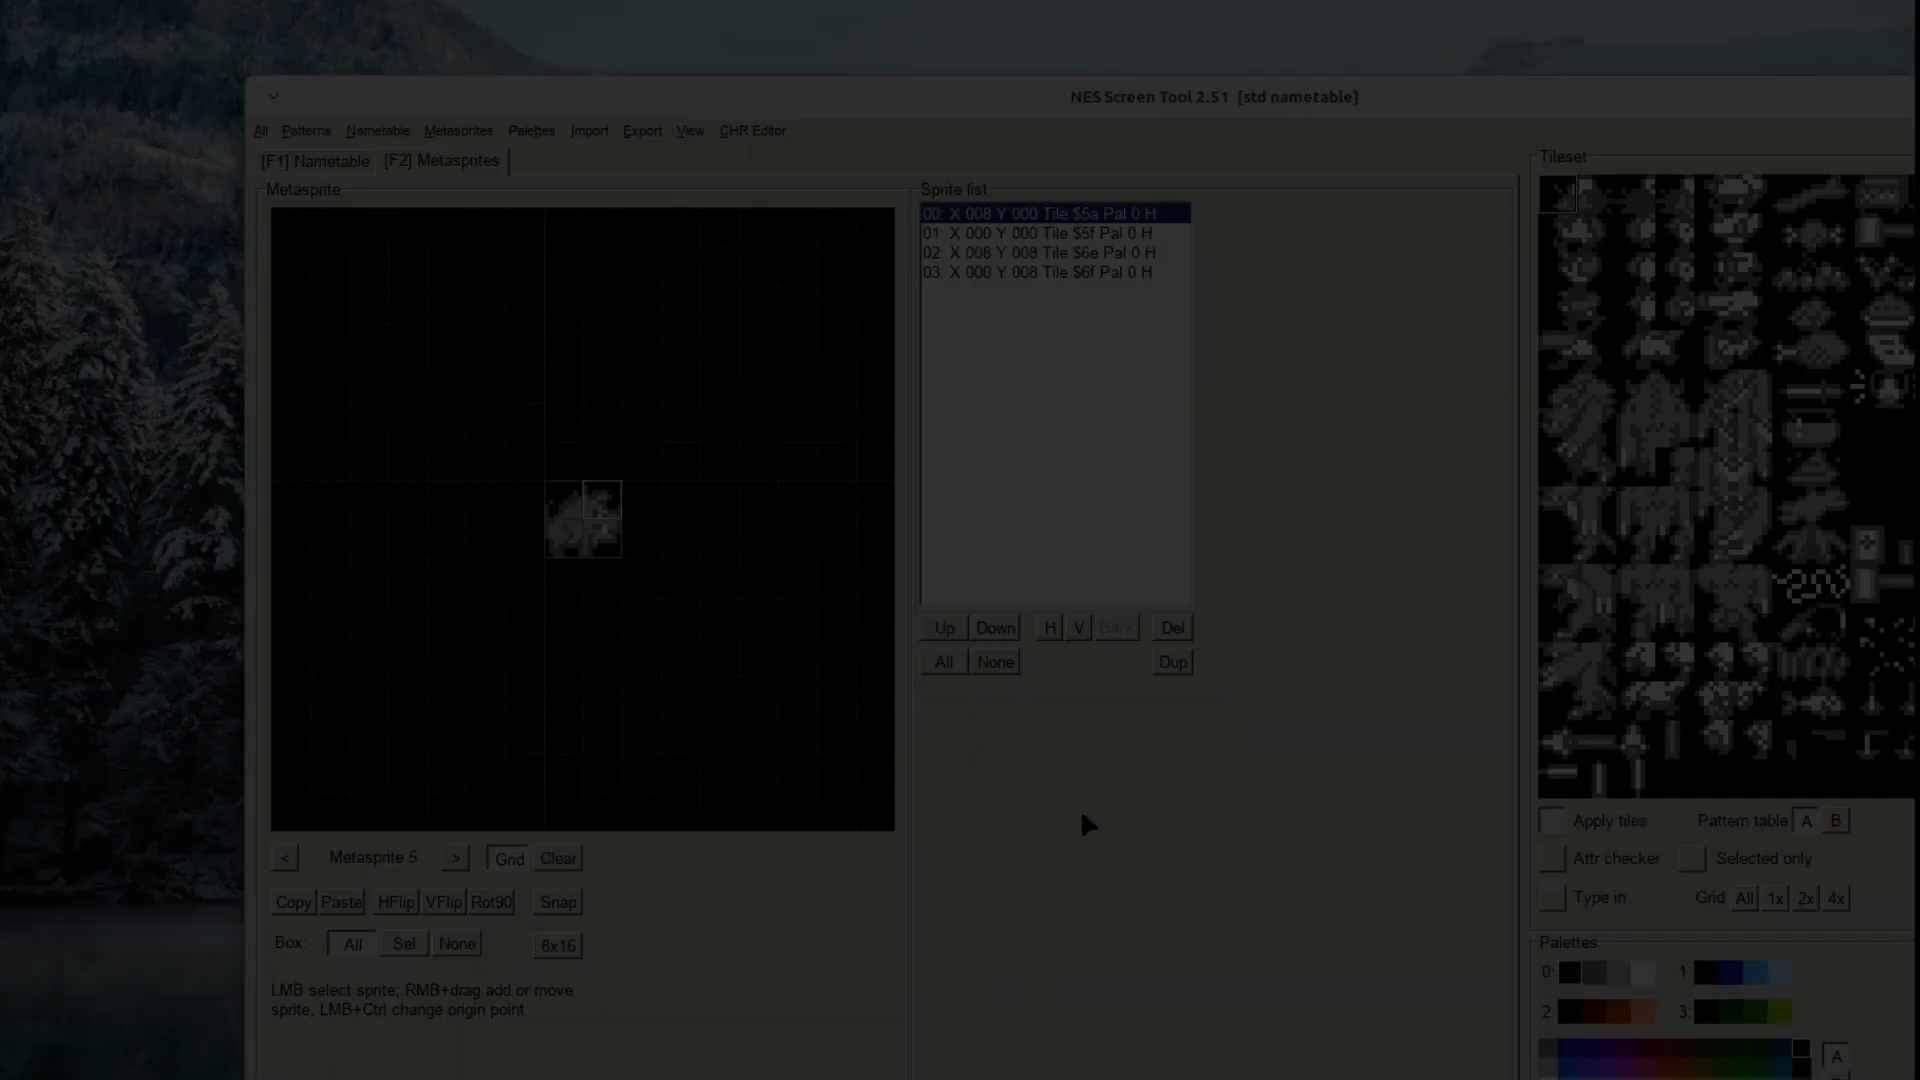 NES Screen Tool 2.51 [std nametable]
All Patterns Nametable Metasprites Palettes Import Export View CHR Editor
[F1] Nametable [F2] Metasprites
Metasprite
Sprite list
Tileset
00: X 008 Y 000 Tile $5a Pal 0 H
01: X 000 Y 000 Tile $5f Pal 0 H
02: X 008 Y 008 Tile $6e Pal 0 H
03: X 000 Y 008 Tile $6f Pal 0 H
Up Down H V Bank Del
All None Dup
Apply tiles Pattern table A B
< Metasprite 5 > Grid Clear
Attr checker Selected only
Copy Paste HFlip VFlip Rot90 Snap
Type in Grid All 1x 2x 4x
Box: All Sel None 8x16
Palettes
0: 1:
2: 3:
LMB select sprite; RMB+drag add or move
sprite, LMB+Ctrl change origin point
A